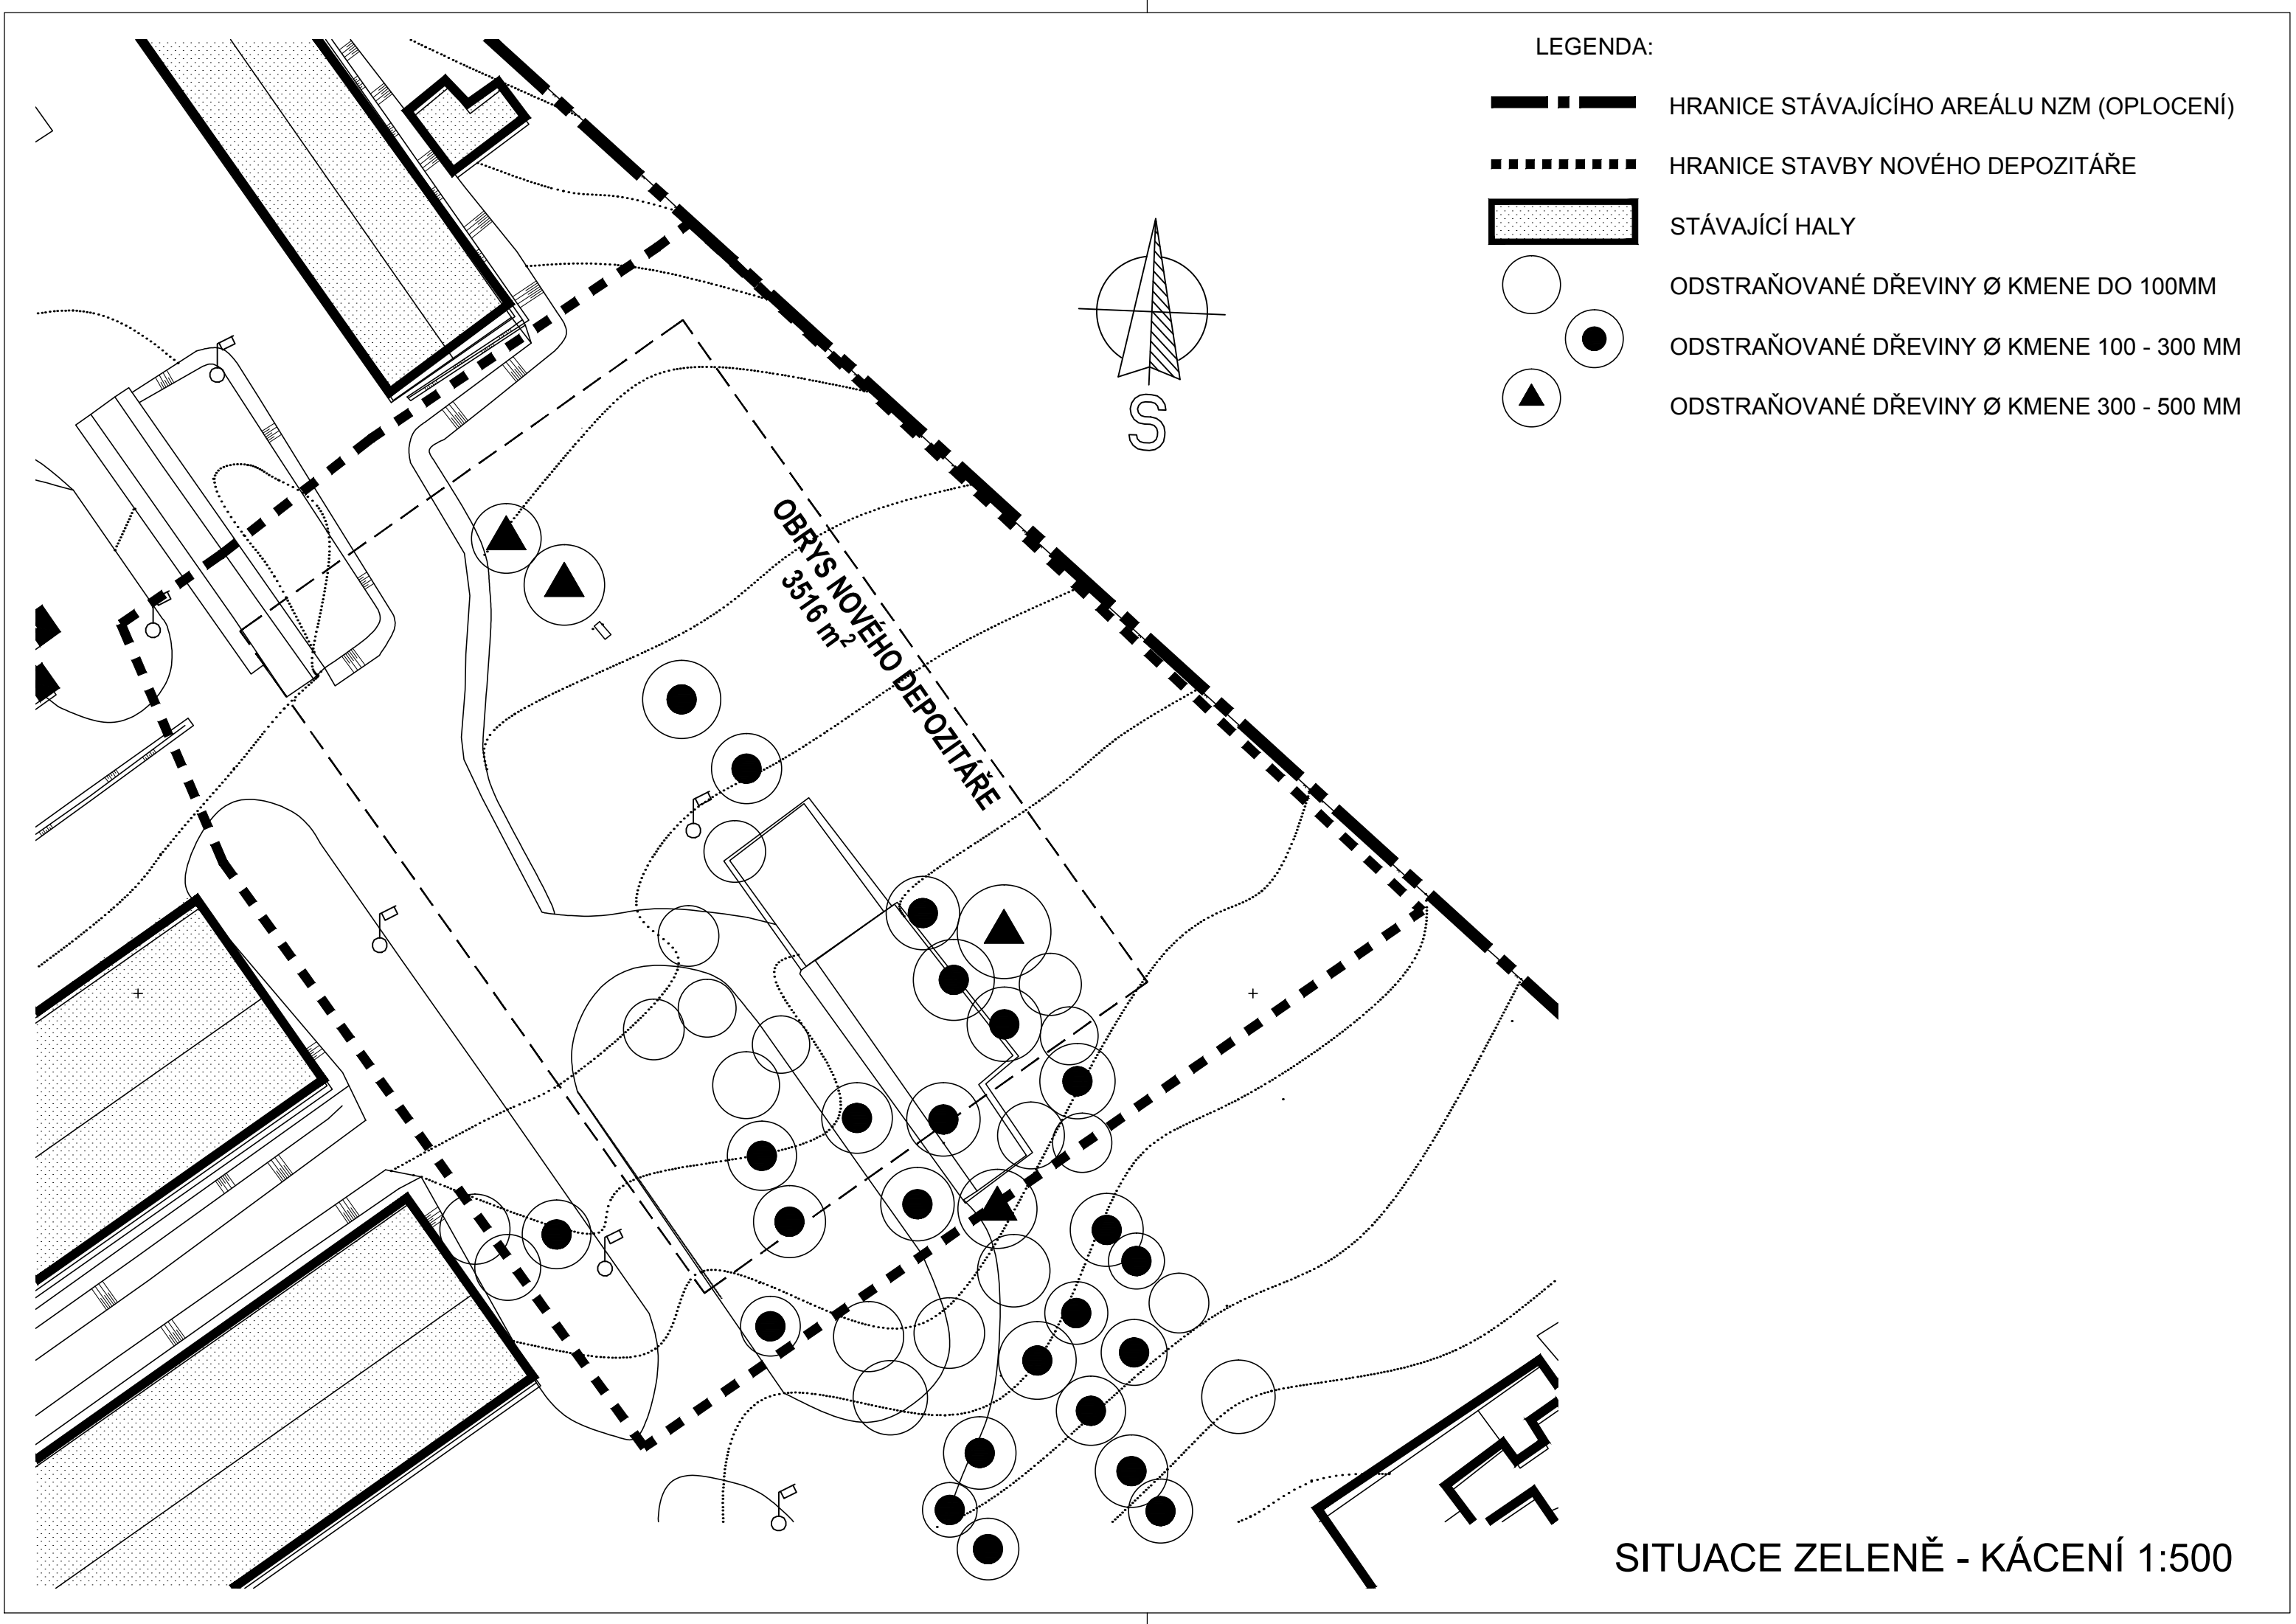 LEGENDA:
HRANICE STÁVAJÍCÍHO AREÁLU NZM (OPLOCENÍ)
HRANICE STAVBY NOVÉHO DEPOZITÁŘE
STÁVAJÍCÍ HALY
ODSTRAŇOVANÉ DŘEVINY Ø KMENE DO 100MM
ODSTRAŇOVANÉ DŘEVINY Ø KMENE 100 - 300 MM
ODSTRAŇOVANÉ DŘEVINY Ø KMENE 300 - 500 MM
S
OBRYS NOVÉHO DEPOZITÁŘE
3516 m²
SITUACE ZELENĚ - KÁCENÍ 1:500